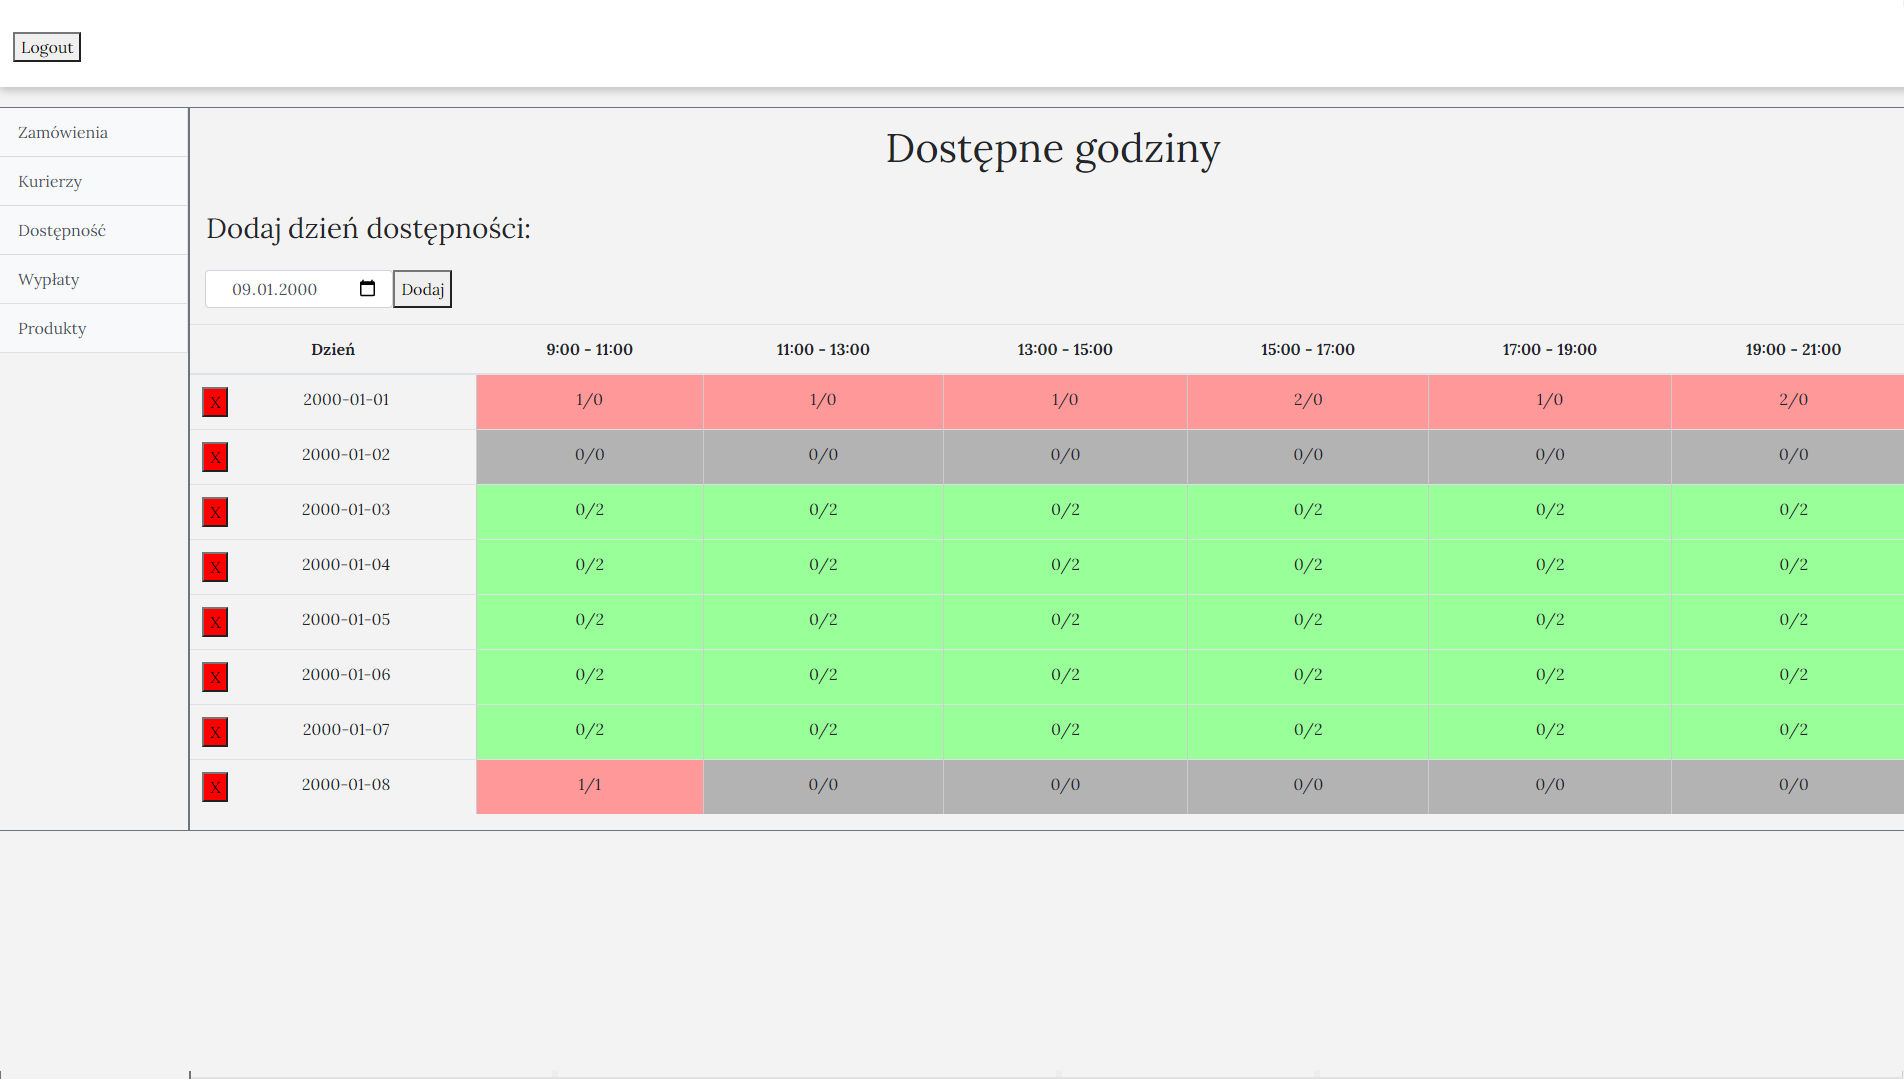 Logout
Zamówienia
Kurierzy
Dostępność
Wypłaty
Produkty
Dostępne godziny
Dodaj dzień dostępności:
09.01.2000 Dodaj
Dzień 9:00 - 11:00 11:00 - 13:00 13:00 - 15:00 15:00 - 17:00 17:00 - 19:00 19:00 - 21:00
X 2000-01-01 1/0 1/0 1/0 2/0 1/0 2/0
X 2000-01-02 0/0 0/0 0/0 0/0 0/0 0/0
X 2000-01-03 0/2 0/2 0/2 0/2 0/2 0/2
X 2000-01-04 0/2 0/2 0/2 0/2 0/2 0/2
X 2000-01-05 0/2 0/2 0/2 0/2 0/2 0/2
X 2000-01-06 0/2 0/2 0/2 0/2 0/2 0/2
X 2000-01-07 0/2 0/2 0/2 0/2 0/2 0/2
X 2000-01-08 1/1 0/0 0/0 0/0 0/0 0/0